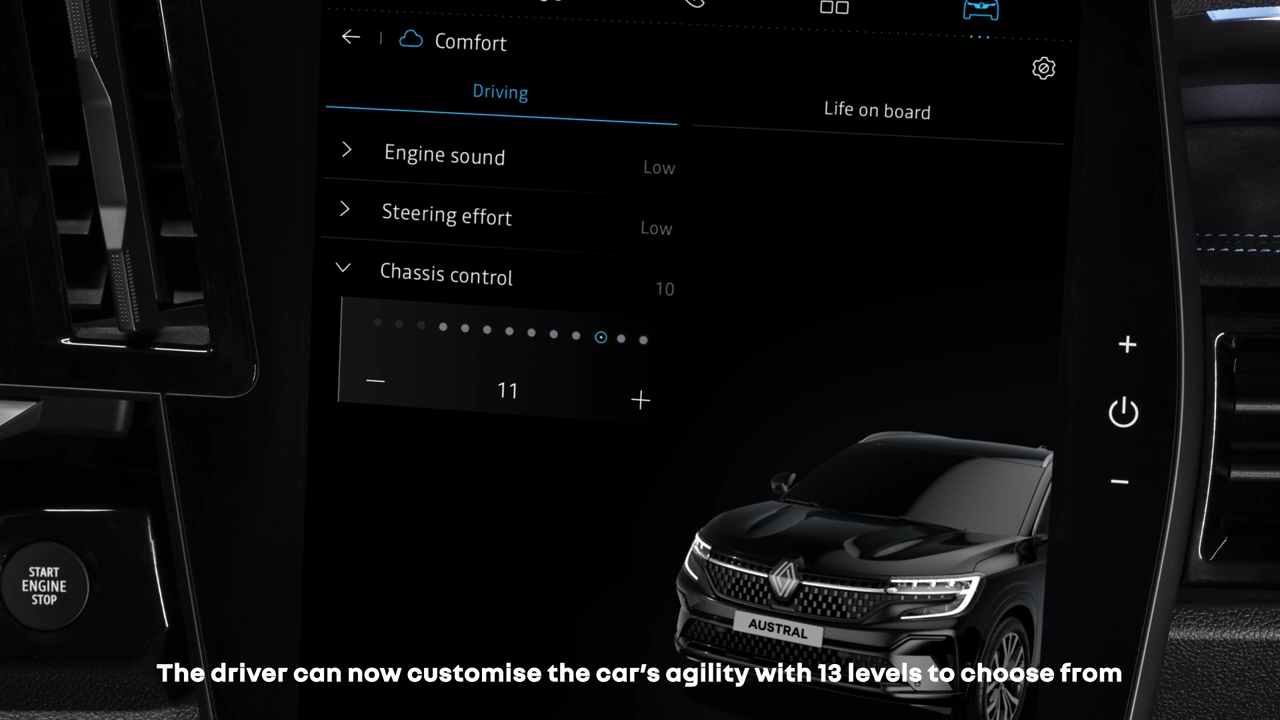 Comfort
Driving
Life on board
Engine sound Low
Steering effort Low
Chassis control 10
11
START
ENGINE
STOP
AUSTRAL
The driver can now customise the car’s agility with 13 levels to choose from